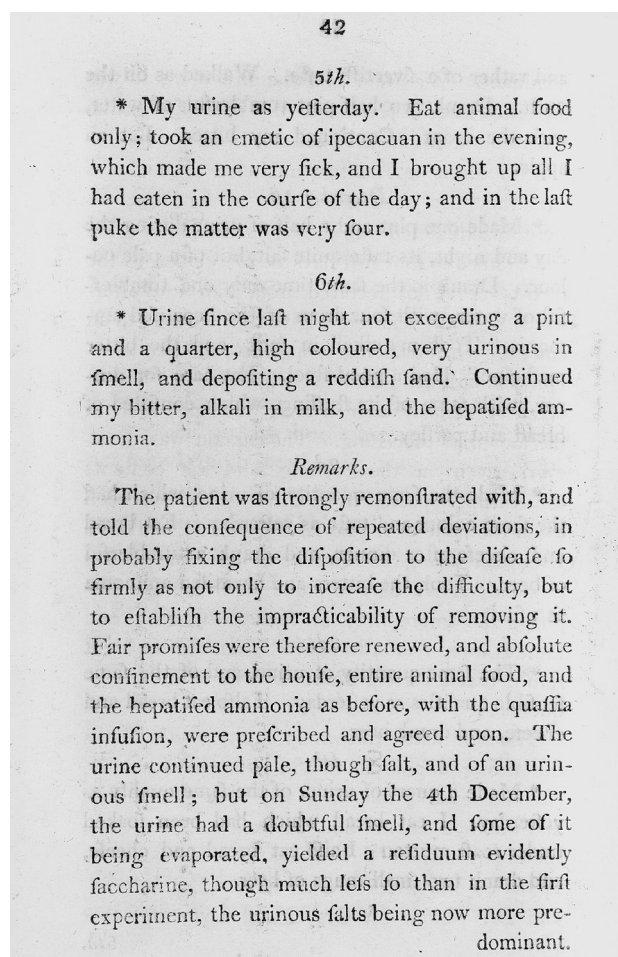 42
5th.
* My urine as yeſterday. Eat animal food
only; took an emetic of ipecacuan in the evening,
which made me very ſick, and I brought up all I
had eaten in the courſe of the day; and in the laſt
puke the matter was very ſour.
6th.
* Urine ſince laſt night not exceeding a pint
and a quarter, high coloured, very urinous in
ſmell, and depoſiting a reddiſh ſand. Continued
my bitter, alkali in milk, and the hepatiſed am-
monia.
Remarks.
The patient was ſtrongly remonſtrated with, and
told the conſequence of repeated deviations, in
probably fixing the diſpoſition to the diſeaſe ſo
firmly as not only to increaſe the difficulty, but
to eſtabliſh the impracticability of removing it.
Fair promiſes were therefore renewed, and abſolute
confinement to the houſe, entire animal food, and
the hepatiſed ammonia as before, with the quaſſia
infuſion, were preſcribed and agreed upon. The
urine continued pale, though ſalt, and of an urin-
ous ſmell; but on Sunday the 4th December,
the urine had a doubtful ſmell, and ſome of it
being evaporated, yielded a reſiduum evidently
ſaccharine, though much leſs ſo than in the firſt
experiment, the urinous ſalts being now more pre-
dominant.